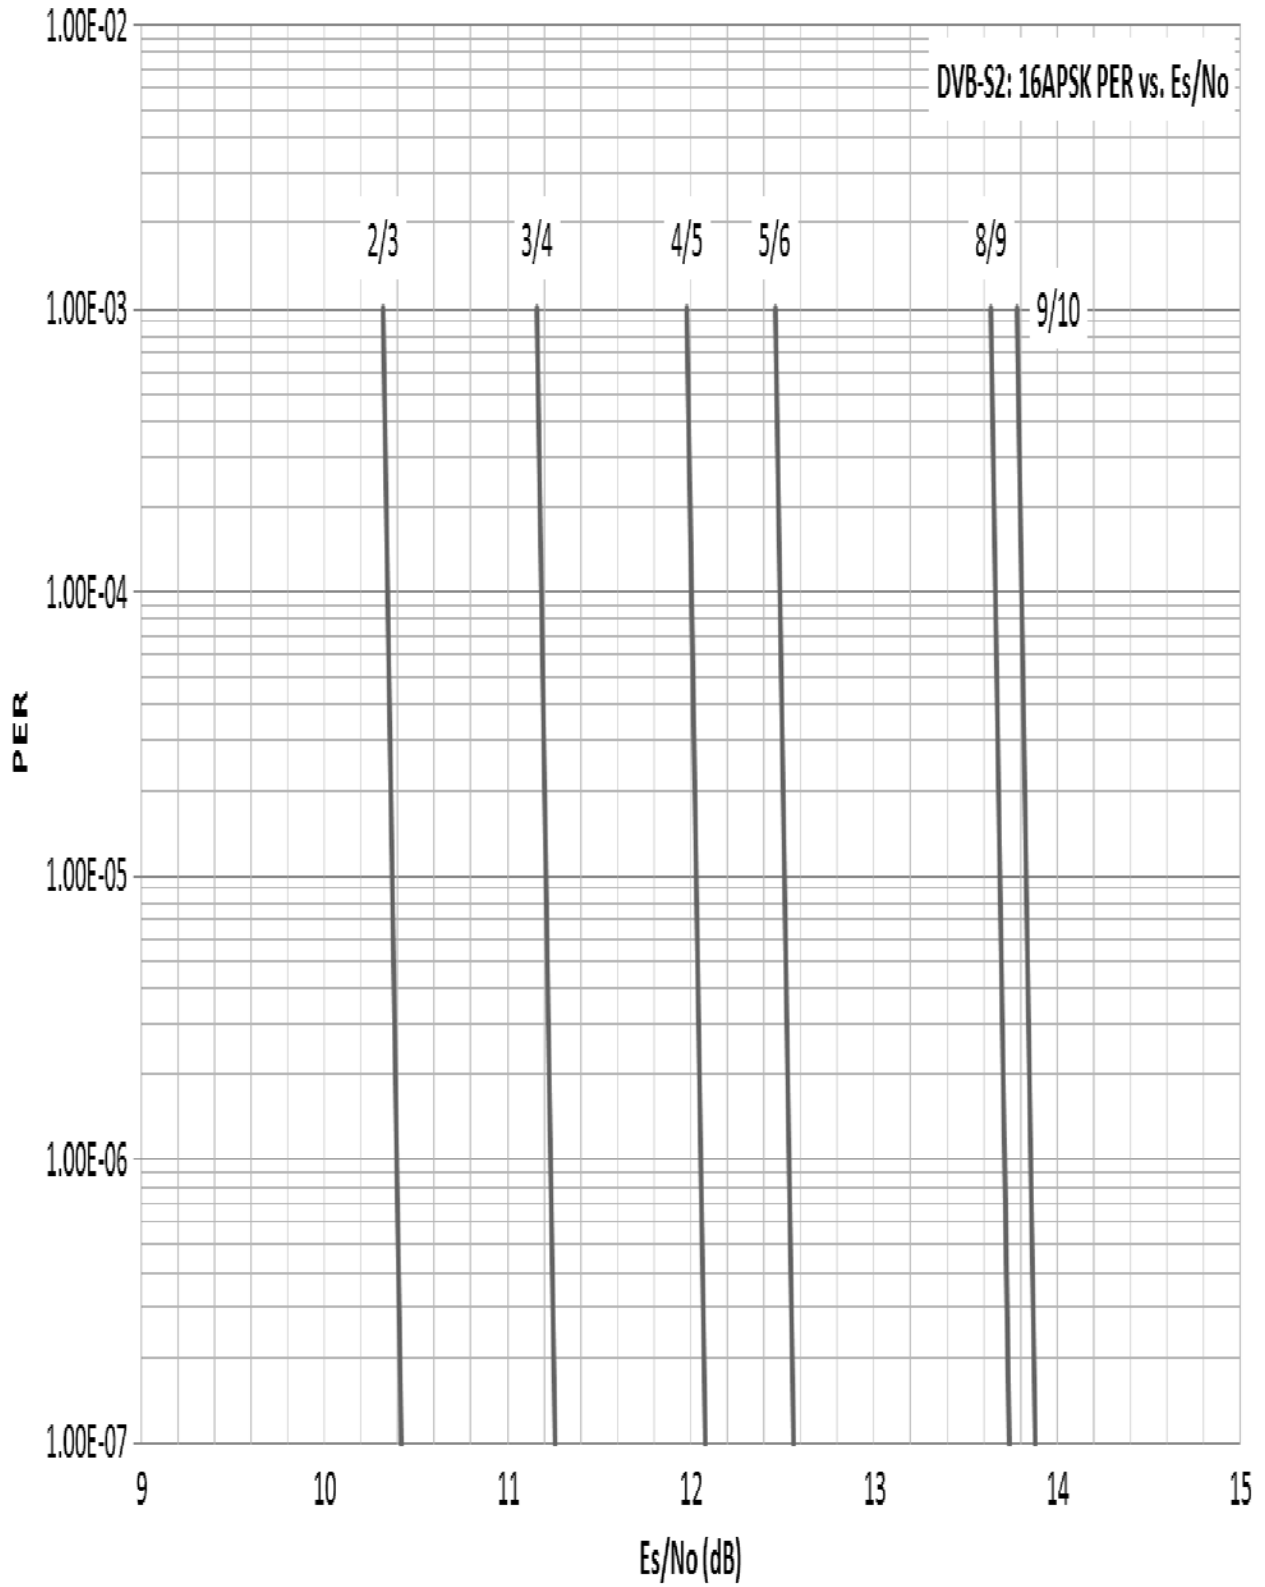 1.00E-02
DVB-S2: 16APSK PER vs. Es/No
2/3 3/4 4/5 5/6 8/9
1.00E-03
9/10
1.00E-04
PER
1.00E-05
1.00E-06
1.00E-07
9 10 11 12 13 14 15
Es/No (dB)